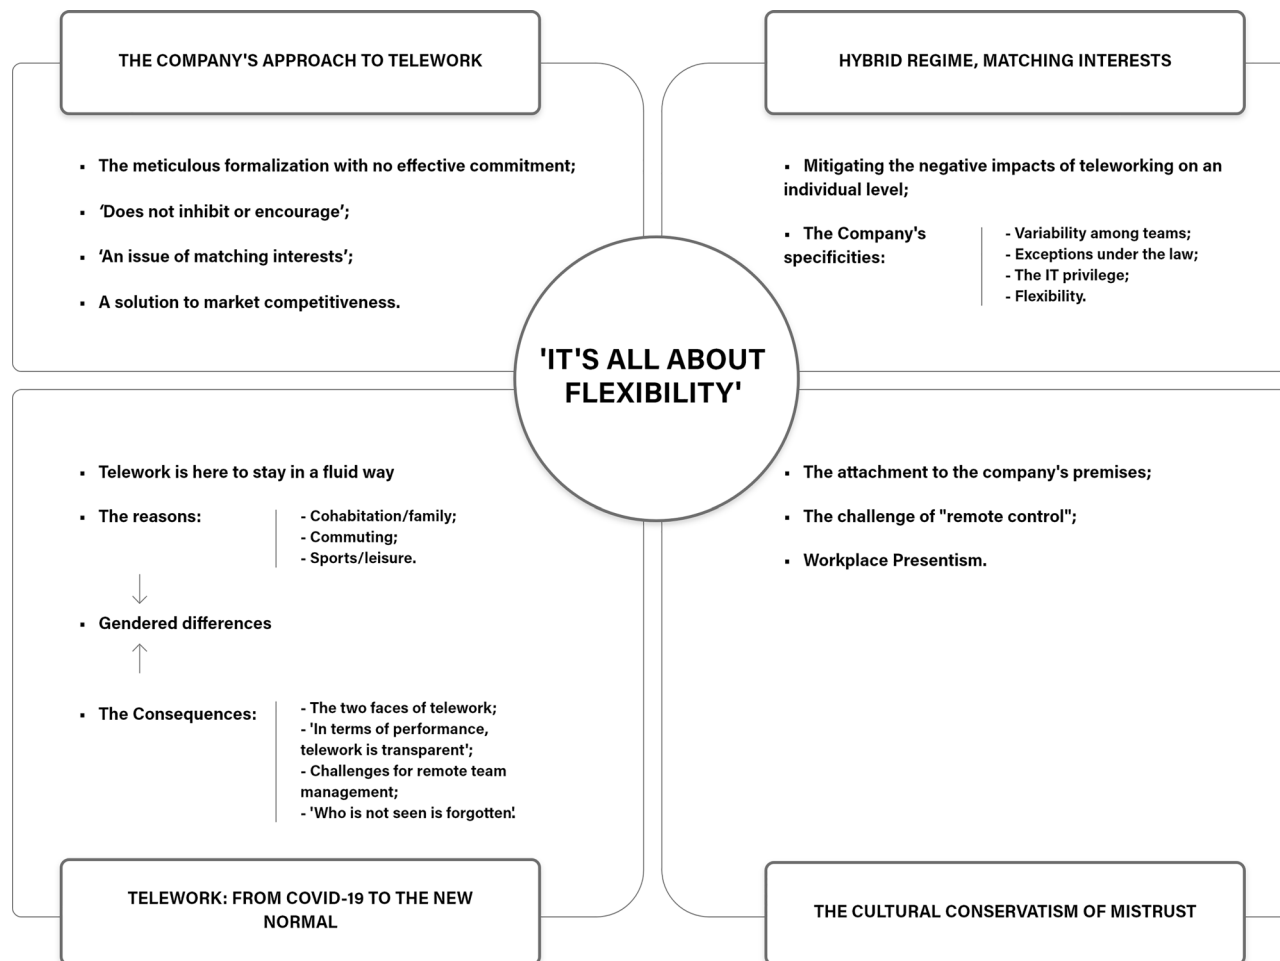 THE COMPANY'S APPROACH TO TELEWORK
▪ The meticulous formalization with no effective commitment;
▪ ‘Does not inhibit or encourage’;
▪ ‘An issue of matching interests’;
▪ A solution to market competitiveness.
HYBRID REGIME, MATCHING INTERESTS
▪ Mitigating the negative impacts of teleworking on an
individual level;
▪ The Company's
specificities:
- Variability among teams;
- Exceptions under the law;
- The IT privilege;
- Flexibility.
'IT'S ALL ABOUT
FLEXIBILITY'
▪ Telework is here to stay in a fluid way
▪ The reasons:
- Cohabitation/family;
- Commuting;
- Sports/leisure.
▪ Gendered differences
▪ The Consequences:
- The two faces of telework;
- 'In terms of performance,
telework is transparent';
- Challenges for remote team
management;
- 'Who is not seen is forgotten'.
TELEWORK: FROM COVID-19 TO THE NEW
NORMAL
▪ The attachment to the company's premises;
▪ The challenge of "remote control";
▪ Workplace Presentism.
THE CULTURAL CONSERVATISM OF MISTRUST